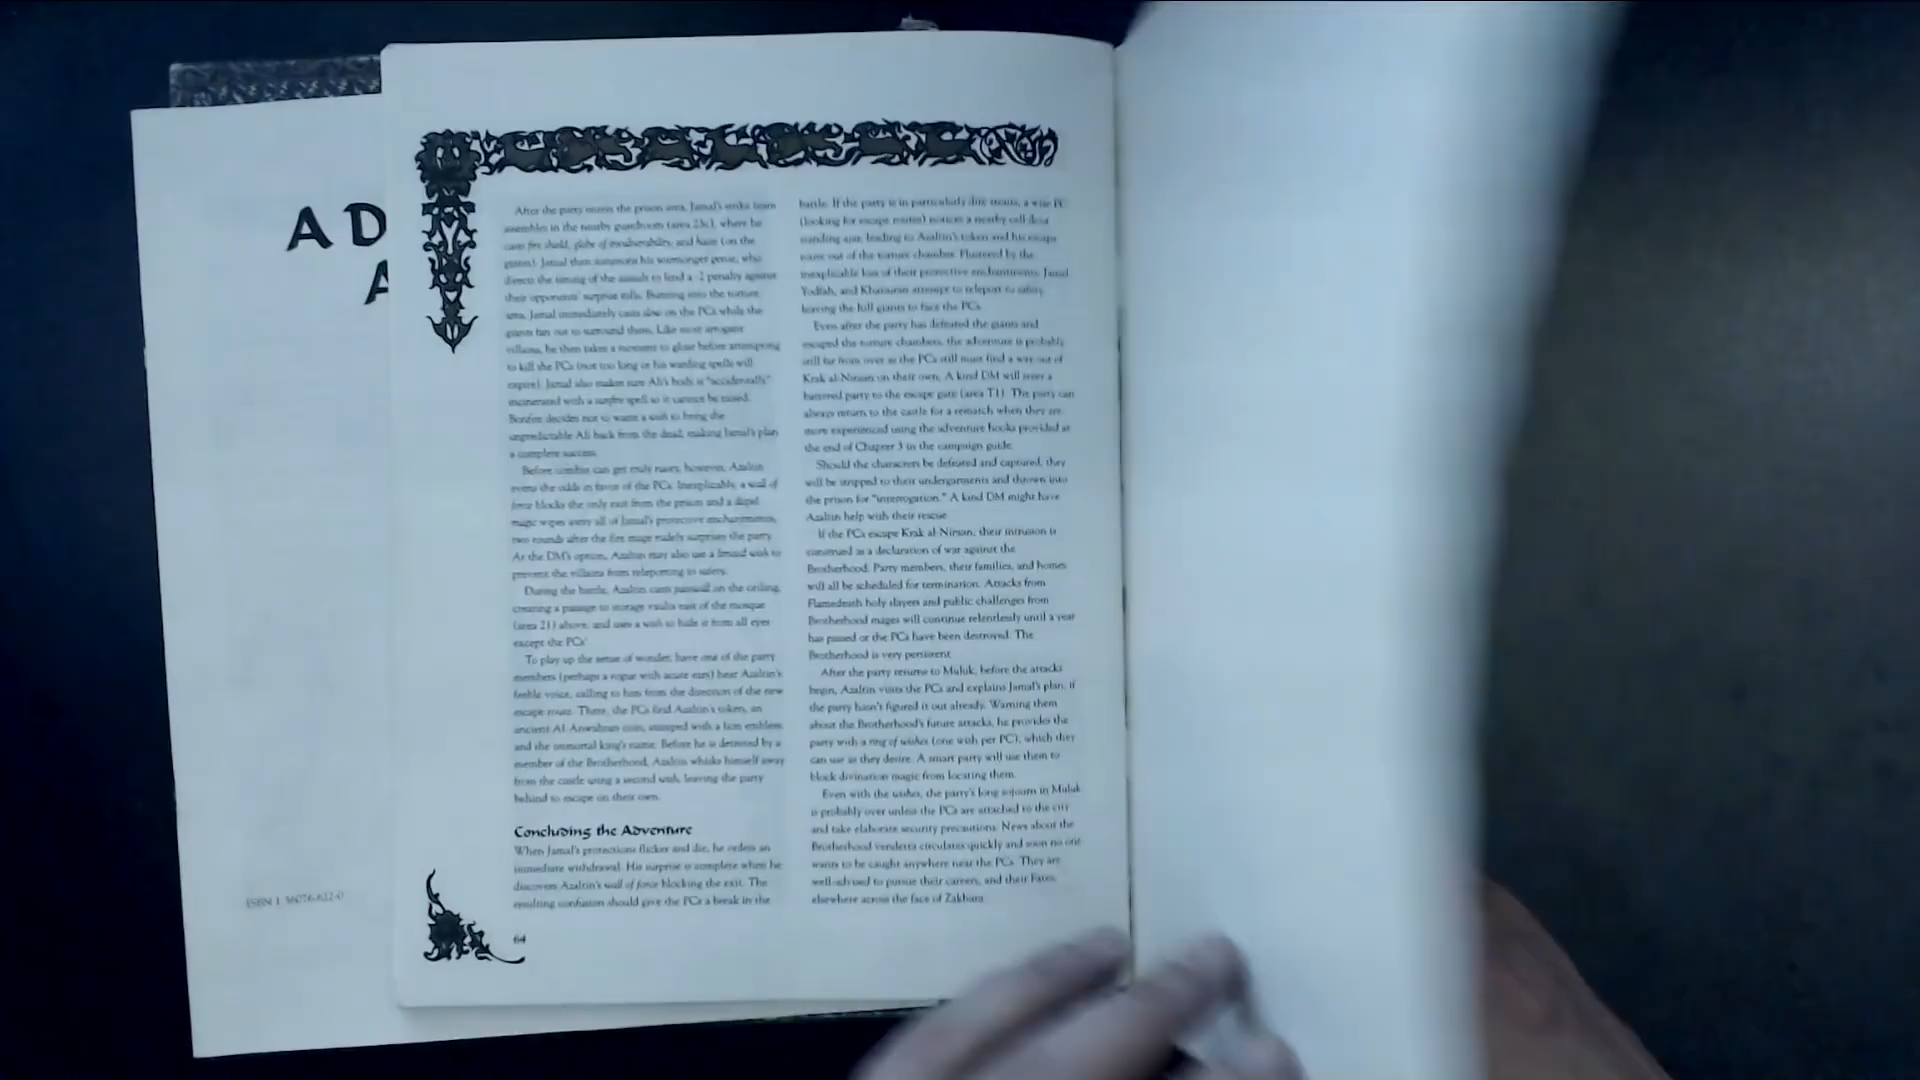 AD
A
ISBN 1-56076-622-0
After the party enters the prison area, Jamal's strike team
assembles in the nearby guardroom (area 23c), where he
casts fire shield, globe of invulnerability, and haste (on the
giants). Jamal then summons his warmonger genie, who
directs the timing of the assault to lend a -2 penalty against
their opponents' surprise rolls. Bursting into the torture
area, Jamal immediately casts slow on the PCs while the
giants fan out to surround them. Like most arrogant
villains, he then takes a moment to gloat before attempting
to kill the PCs (not too long or his warding spells will
expire). Jamal also makes sure Ali's body is "accidentally"
incinerated with a sunfire spell so it cannot be raised.
Bonfire decides not to waste a wish to bring the
unpredictable Ali back from the dead, making Jamal's plan
a complete success.
Before combat can get truly nasty, however, Azaltin
evens the odds in favor of the PCs. Inexplicably, a wall of
force blocks the only exit from the prison and a dispel
magic wipes away all of Jamal's protective enchantments,
two rounds after the fire mage rudely surprises the party.
At the DM's option, Azaltin may also use a limited wish to
prevent the villains from teleporting to safety.
During the battle, Azaltin casts passwall on the ceiling,
creating a passage to storage vaults east of the mosque
(area 21) above, and uses a wish to hide it from all eyes
except the PCs'.
To play up the sense of wonder, have one of the party
members (perhaps a rogue with acute ears) hear Azaltin's
feeble voice, calling to him from the direction of the new
escape route. There, the PCs find Azaltin's token, an
ancient Al-Anwahran coin, stamped with a lion emblem
and the immortal king's name. Before he is detected by a
member of the Brotherhood, Azaltin whisks himself away
from the castle using a second wish, leaving the party
behind to escape on their own.
Concluding the Adventure
When Jamal's protections flicker and die, he orders an
immediate withdrawal. His surprise is complete when he
discovers Azaltin's wall of force blocking the exit. The
resulting confusion should give the PCs a break in the
64
battle. If the party is in particularly dire straits, a wise PC
(looking for escape routes) notices a nearby cell door
standing ajar, leading to Azaltin's token and his escape
route out of the torture chamber. Flustered by the
inexplicable loss of their protective enchantments, Jamal
Yodfah, and attempt to teleport to safety,
leaving the hill giants to face the PCs.
Even after the party has defeated the giants and
escaped the torture chambers, the adventure is probably
still far from over as the PCs still must find a way out of
Krak al-Niraan on their own. A kind DM will steer a
battered party to the escape gate (area T1). The party can
always return to the castle for a rematch when they are
more experienced using the adventure hooks provided at
the end of Chapter 3 in the campaign guide.
Should the characters be defeated and captured, they
will be stripped to their undergarments and thrown into
the prison for "interrogation." A kind DM might have
Azaltin help with their rescue.
If the PCs escape Krak al-Niraan, their intrusion is
construed as a declaration of war against the
Brotherhood. Party members, their families, and homes
will all be scheduled for termination. Attacks from
Flamedeath holy slayers and public challenges from
Brotherhood mages will continue relentlessly until a year
has passed or the PCs have been destroyed. The
Brotherhood is very persistent.
After the party returns to Muluk, before the attacks
begin, Azaltin visits the PCs and explains Jamal's plan, if
the party hasn't figured it out already. Warning them
about the Brotherhood's future attacks, he provides the
party with a ring of wishes (one wish per PC), which they
can use as they desire. A smart party will use them to
block divination magic from locating them.
Even with the wishes, the party's long sojourn in Muluk
is probably over unless the PCs are attached to the city
and take elaborate security precautions. News about the
Brotherhood vendetta circulates quickly and soon no one
wants to be caught anywhere near the PCs. They are
well-advised to pursue their careers, and their Fates,
elsewhere across the face of Zakhara.